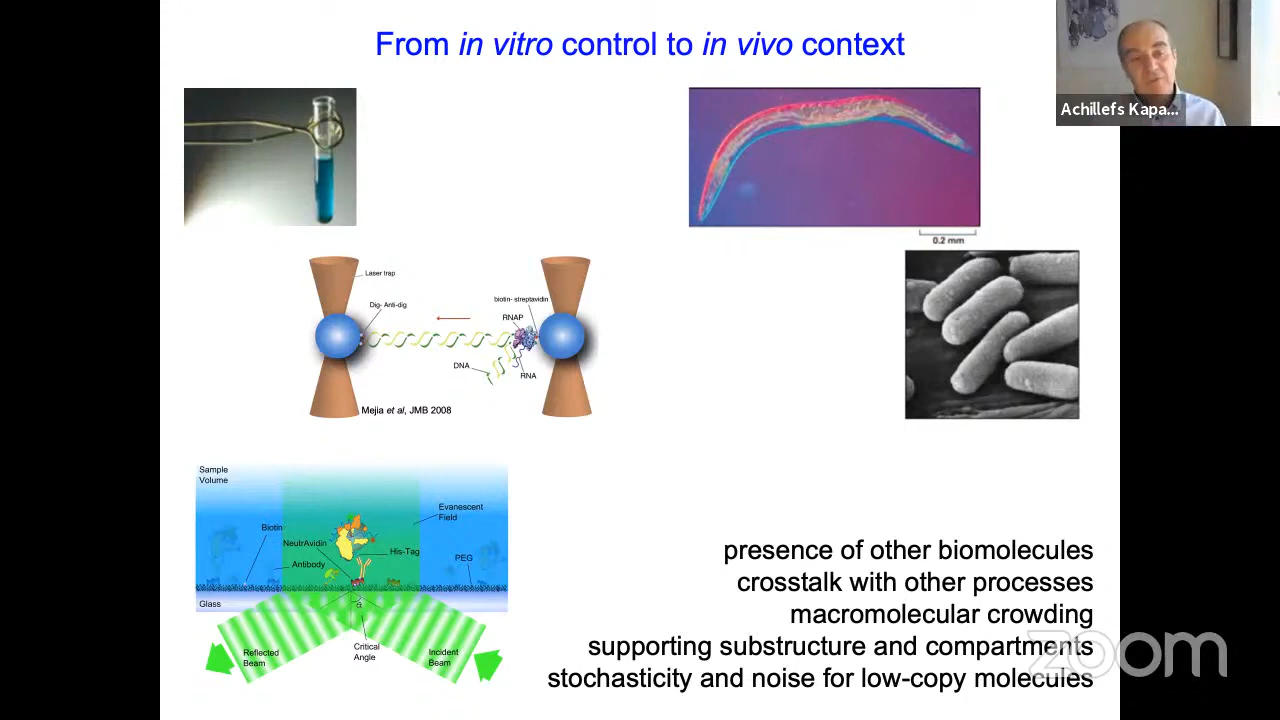 From in vitro control to in vivo context
Achillefs Kapa...
0.2 mm
Laser trap
Dig- Anti-dig
biotin- streptavidin
RNAP
DNA
RNA
Mejia et al, JMB 2008
Sample
Volume
Evanescent
Field
Biotin
NeutrAvidin
His-Tag
Antibody
PEG
Glass
α
Reflected
Beam
Critical
Angle
Incident
Beam
presence of other biomolecules
crosstalk with other processes
macromolecular crowding
supporting substructure and compartments
stochasticity and noise for low-copy molecules
zoom